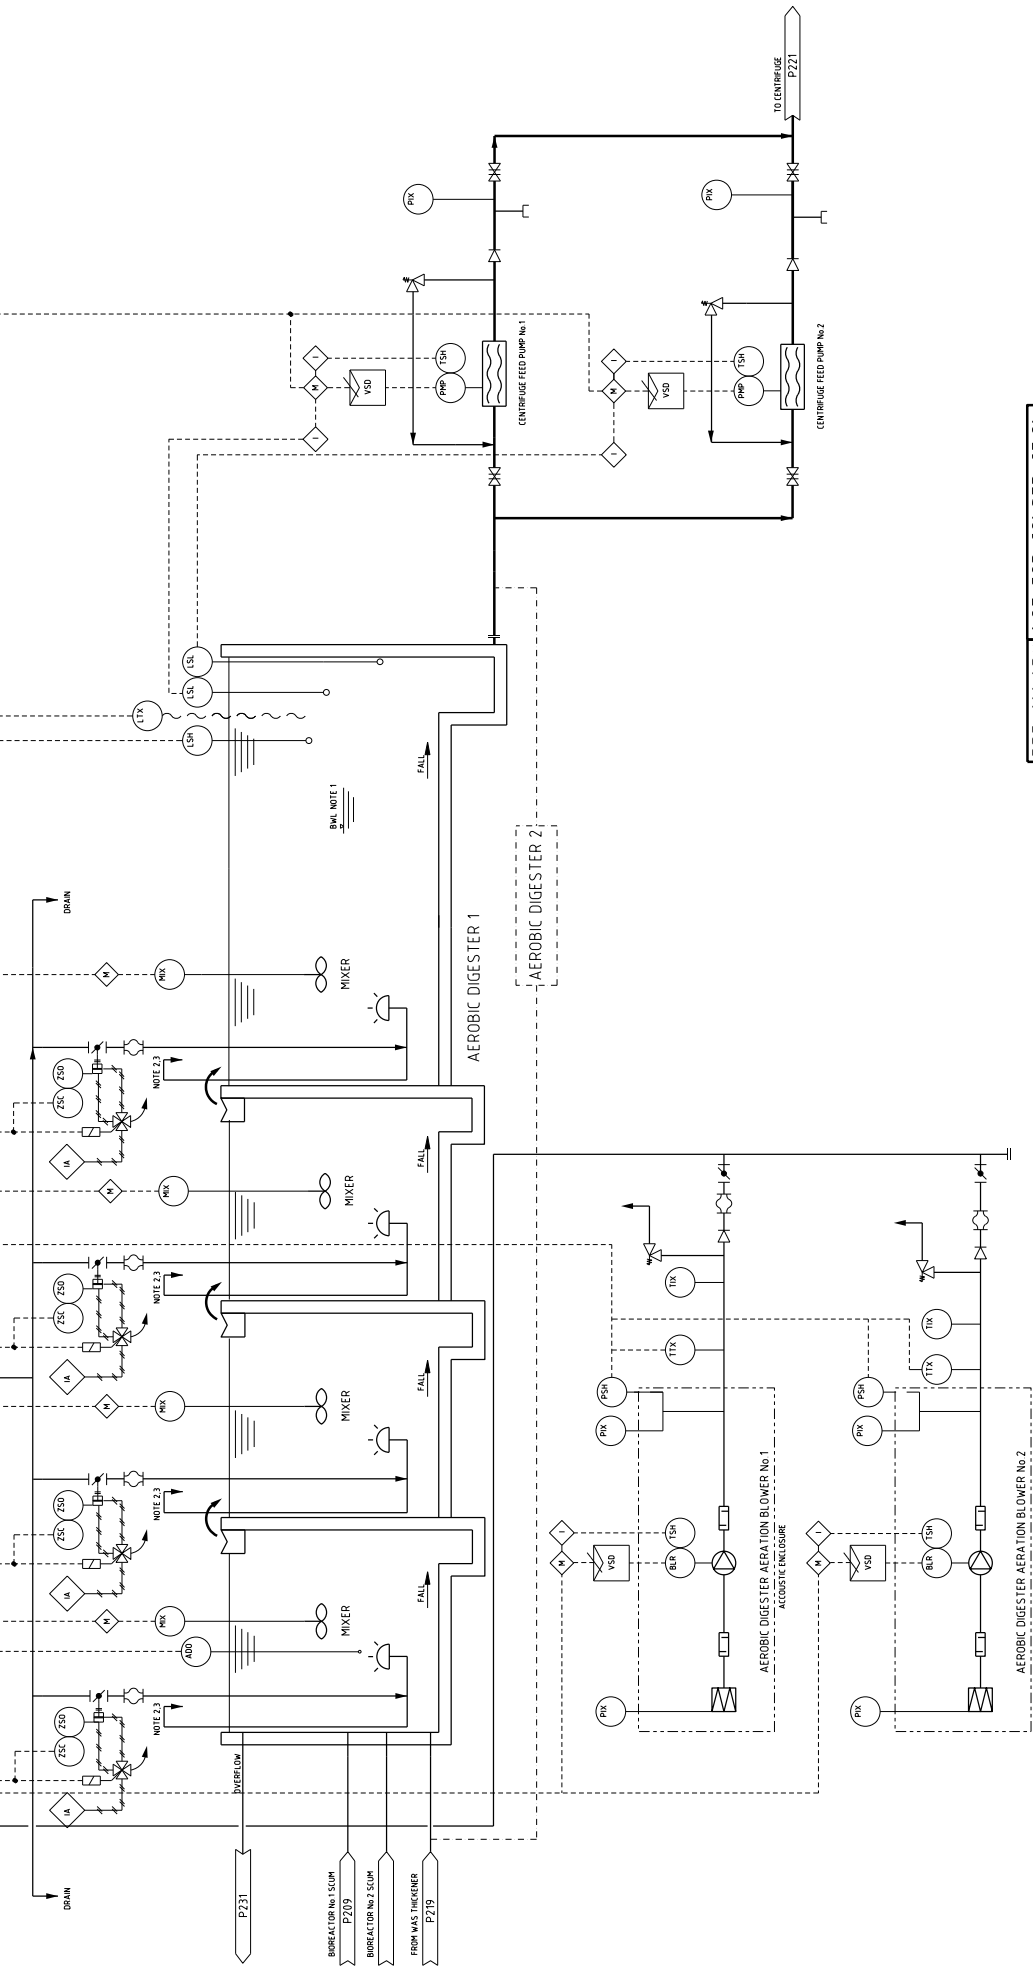 TO CENTRIFUGE
P221
PIX
PIX
I
M
I
VSD
TSH
PMP
CENTRIFUGE FEED PUMP No.1
I
M
I
VSD
TSH
PMP
CENTRIFUGE FEED PUMP No.2
LSL
LSL
LTX
LSH
BWL NOTE 1
FALL
AEROBIC DIGESTER 1
AEROBIC DIGESTER 2
DRAIN
M
MIX
MIXER
ZSO
ZSC
IA
NOTE 2,3
FALL
M
MIX
MIXER
ZSO
ZSC
IA
NOTE 2,3
FALL
M
MIX
MIXER
ZSO
ZSC
IA
NOTE 2,3
FALL
M
MIX
MIXER
ADO
ZSO
ZSC
IA
NOTE 2,3
DRAIN
OVERFLOW
P231
BIOREACTOR No 1 SCUM
P209
BIOREACTOR No 2 SCUM
FROM WAS THICKENER
P219
TIX
TTX
PSH
PIX
I
M
VSD
TSH
BLR
PIX
AEROBIC DIGESTER AERATION BLOWER No.1
ACCOUSTIC ENCLOSURE
TIX
TTX
PSH
PIX
I
M
VSD
TSH
BLR
PIX
AEROBIC DIGESTER AERATION BLOWER No.2